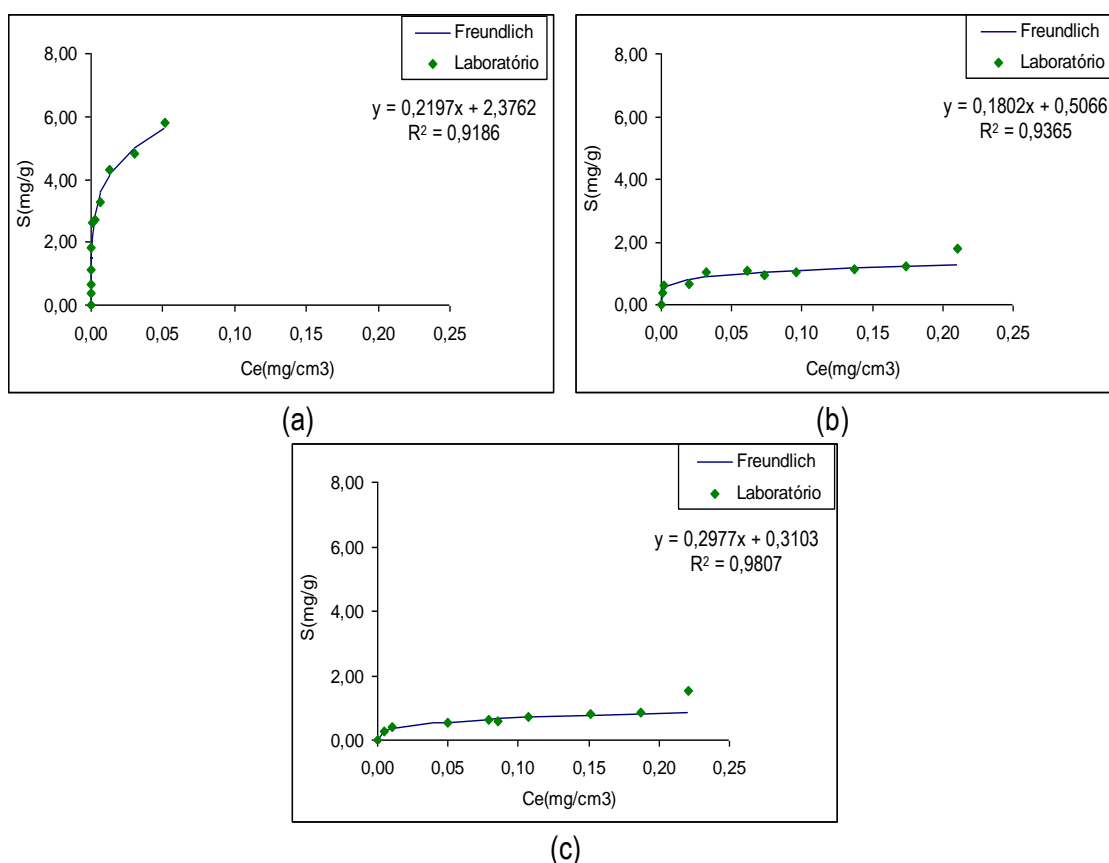 Freundlich
Laboratório
y = 0,2197x + 2,3762
R² = 0,9186
8,00
6,00
4,00
2,00
0,00
S(mg/g)
0,00 0,05 0,10 0,15 0,20 0,25
Ce(mg/cm3)
(a)
Freundlich
Laboratório
y = 0,1802x + 0,5066
R² = 0,9365
8,00
6,00
4,00
2,00
0,00
S(mg/g)
0,00 0,05 0,10 0,15 0,20 0,25
Ce(mg/cm3)
(b)
Freundlich
Laboratório
y = 0,2977x + 0,3103
R² = 0,9807
8,00
6,00
4,00
2,00
0,00
S(mg/g)
0,00 0,05 0,10 0,15 0,20 0,25
Ce(mg/cm3)
(c)